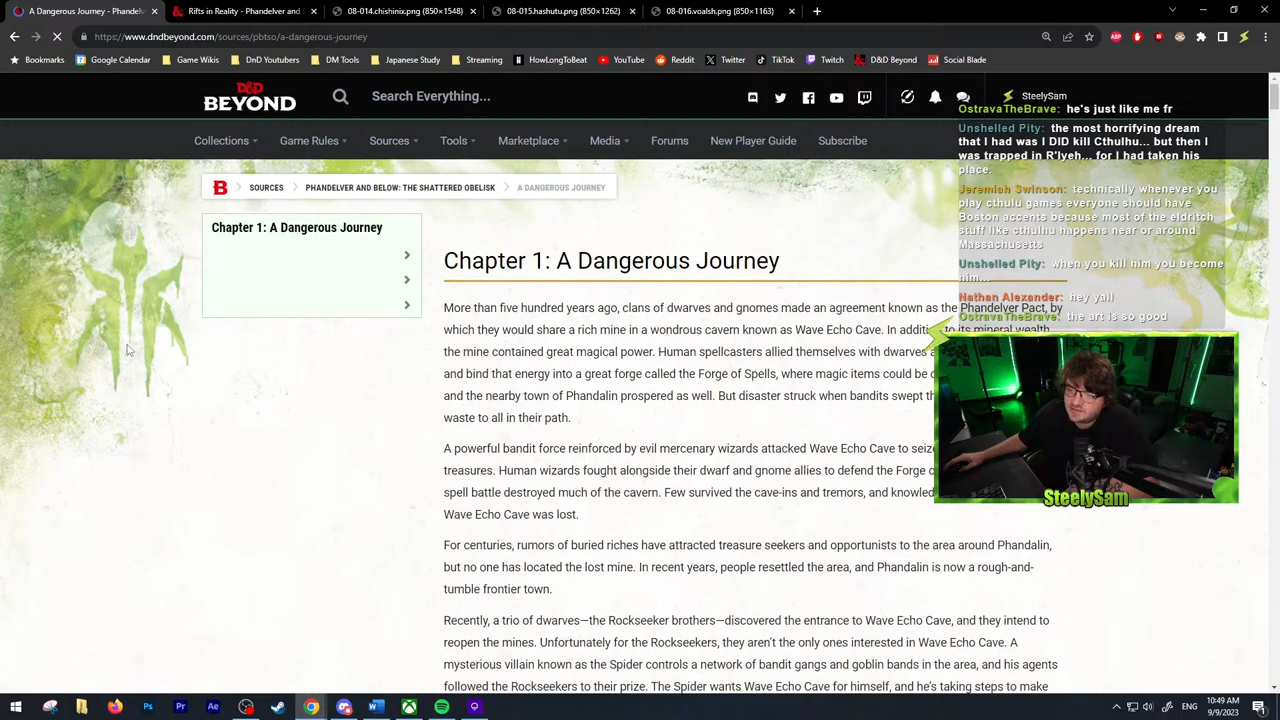 A Dangerous Journey - Phandelv
Rifts in Reality - Phandelver and
08-014.chishinix.png (850×1548)
08-015.hashutu.png (850×1262)
08-016.voalsh.png (850×1163)
https://www.dndbeyond.com/sources/pbtso/a-dangerous-journey
Bookmarks
Google Calendar
Game Wikis
DnD Youtubers
DM Tools
Japanese Study
Streaming
HowLongToBeat
YouTube
Reddit
Twitter
TikTok
Twitch
D&D Beyond
Social Blade
D&D
BEYOND
Search Everything...
SteelySam
Collections
Game Rules
Sources
Tools
Marketplace
Media
Forums
New Player Guide
Subscribe
OstravaTheBrave: he's just like me fr
Unshelled Pity: the most horrifying dream
that I had was I DID kill Cthulhu... but then I
was trapped in R'lyeh... for I had taken his
place.
Jeremiah Swinson: technically whenever you
play cthulu games everyone should have
Boston accents because most of the eldritch
stuff like cthulhu happens near or around
Massachusetts
Unshelled Pity: when you kill him you become
him...
Nathan Alexander: hey yall
OstravaTheBrave: the art is so good
SOURCES
PHANDELVER AND BELOW: THE SHATTERED OBELISK
A DANGEROUS JOURNEY
Chapter 1: A Dangerous Journey
Chapter 1: A Dangerous Journey
More than five hundred years ago, clans of dwarves and gnomes made an agreement known as the Phandelver Pact, by
which they would share a rich mine in a wondrous cavern known as Wave Echo Cave. In addition to its mineral wealth,
the mine contained great magical power. Human spellcasters allied themselves with dwarves
and bind that energy into a great forge called the Forge of Spells, where magic items could be
and the nearby town of Phandalin prospered as well. But disaster struck when bandits swept
waste to all in their path.
A powerful bandit force reinforced by evil mercenary wizards attacked Wave Echo Cave to seize
treasures. Human wizards fought alongside their dwarf and gnome allies to defend the Forge
spell battle destroyed much of the cavern. Few survived the cave-ins and tremors, and
Wave Echo Cave was lost.
For centuries, rumors of buried riches have attracted treasure seekers and opportunists to the area around Phandalin,
but no one has located the lost mine. In recent years, people resettled the area, and Phandalin is now a rough-and-
tumble frontier town.
Recently, a trio of dwarves—the Rockseeker brothers—discovered the entrance to Wave Echo Cave, and they intend to
reopen the mines. Unfortunately for the Rockseekers, they aren't the only ones interested in Wave Echo Cave. A
mysterious villain known as the Spider controls a network of bandit gangs and goblin bands in the area, and his agents
followed the Rockseekers to their prize. The Spider wants Wave Echo Cave for himself, and he's taking steps to make
SteelySam
ENG
10:49 AM
9/9/2023